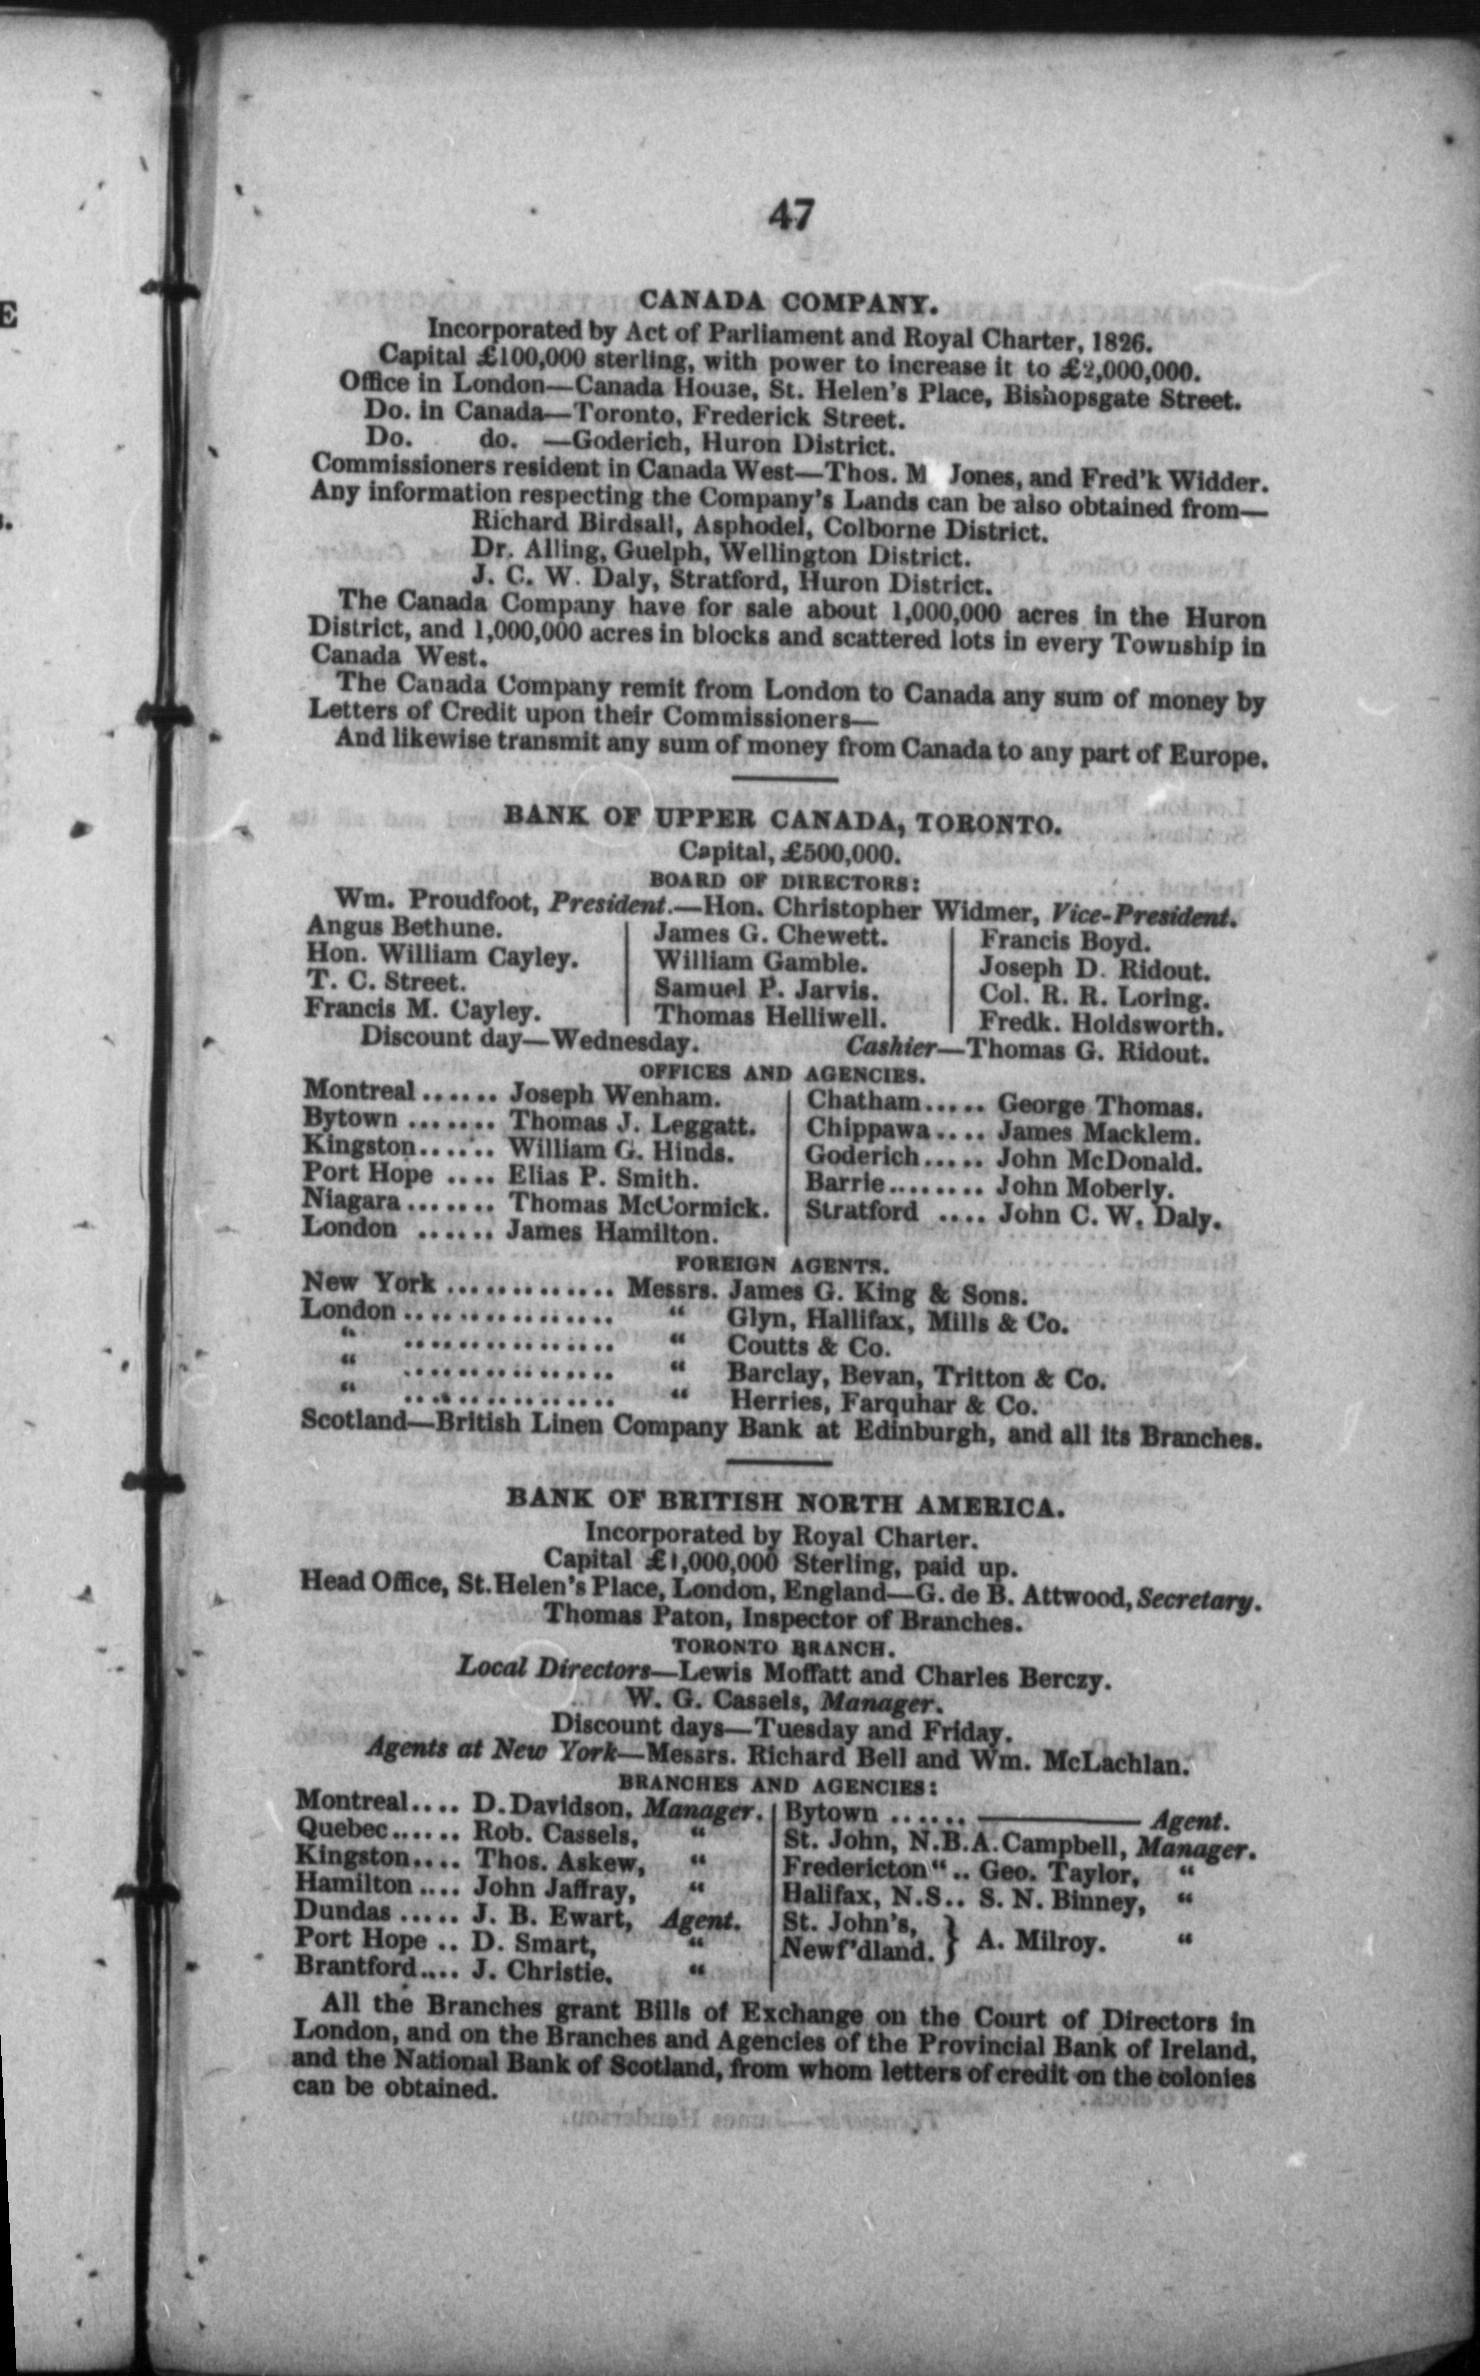 47
CANADA COMPANY.
Incorporated by Act of Parliament and Royal Charter, 1826.
Capital £100,000 sterling, with power to increase it to £2,000,000.
Office in London—Canada House, St. Helen's Place, Bishopsgate Street.
Do. in Canada—Toronto, Frederick Street.
Do. do. —Goderich, Huron District.
Commissioners resident in Canada West—Thos. M Jones, and Fred'k Widder.
Any information respecting the Company's Lands can be also obtained from—
Richard Birdsall, Asphodel, Colborne District.
Dr. Alling, Guelph, Wellington District.
J. C. W. Daly, Stratford, Huron District.
The Canada Company have for sale about 1,000,000 acres in the Huron
District, and 1,000,000 acres in blocks and scattered lots in every Township in
Canada West.
The Canada Company remit from London to Canada any sum of money by
Letters of Credit upon their Commissioners—
And likewise transmit any sum of money from Canada to any part of Europe.
BANK OF UPPER CANADA, TORONTO.
Capital, £500,000.
BOARD OF DIRECTORS:
Wm. Proudfoot, President.—Hon. Christopher Widmer, Vice-President.
Angus Bethune. James G. Chewett. Francis Boyd.
Hon. William Cayley. William Gamble. Joseph D. Ridout.
T. C. Street. Samuel P. Jarvis. Col. R. R. Loring.
Francis M. Cayley. Thomas Helliwell. Fredk. Holdsworth.
Discount day—Wednesday. Cashier—Thomas G. Ridout.
OFFICES AND AGENCIES.
Montreal ...... Joseph Wenham. Chatham ..... George Thomas.
Bytown ....... Thomas J. Leggatt. Chippawa .... James Macklem.
Kingston ...... William G. Hinds. Goderich ..... John McDonald.
Port Hope .... Elias P. Smith. Barrie ........ John Moberly.
Niagara ....... Thomas McCormick. Stratford .... John C. W. Daly.
London ...... James Hamilton.
FOREIGN AGENTS.
New York ............. Messrs. James G. King & Sons.
London ................ " Glyn, Hallifax, Mills & Co.
" ................ " Coutts & Co.
" ................ " Barclay, Bevan, Tritton & Co.
" ................ " Herries, Farquhar & Co.
Scotland—British Linen Company Bank at Edinburgh, and all its Branches.
BANK OF BRITISH NORTH AMERICA.
Incorporated by Royal Charter.
Capital £1,000,000 Sterling, paid up.
Head Office, St. Helen's Place, London, England—G. de B. Attwood, Secretary.
Thomas Paton, Inspector of Branches.
TORONTO BRANCH.
Local Directors—Lewis Moffatt and Charles Berczy.
W. G. Cassels, Manager.
Discount days—Tuesday and Friday.
Agents at New York—Messrs. Richard Bell and Wm. McLachlan.
BRANCHES AND AGENCIES:
Montreal .... D. Davidson, Manager. Bytown ...... ———— Agent.
Quebec ...... Rob. Cassels, " St. John, N.B. A. Campbell, Manager.
Kingston .... Thos. Askew, " Fredericton " .. Geo. Taylor, "
Hamilton .... John Jaffray, " Halifax, N.S.. S. N. Binney, "
Dundas ..... J. B. Ewart, Agent. St. John's,
Port Hope .. D. Smart, " Newf'dland. } A. Milroy. "
Brantford .... J. Christie. "
All the Branches grant Bills of Exchange on the Court of Directors in
London, and on the Branches and Agencies of the Provincial Bank of Ireland,
and the National Bank of Scotland, from whom letters of credit on the colonies
can be obtained.